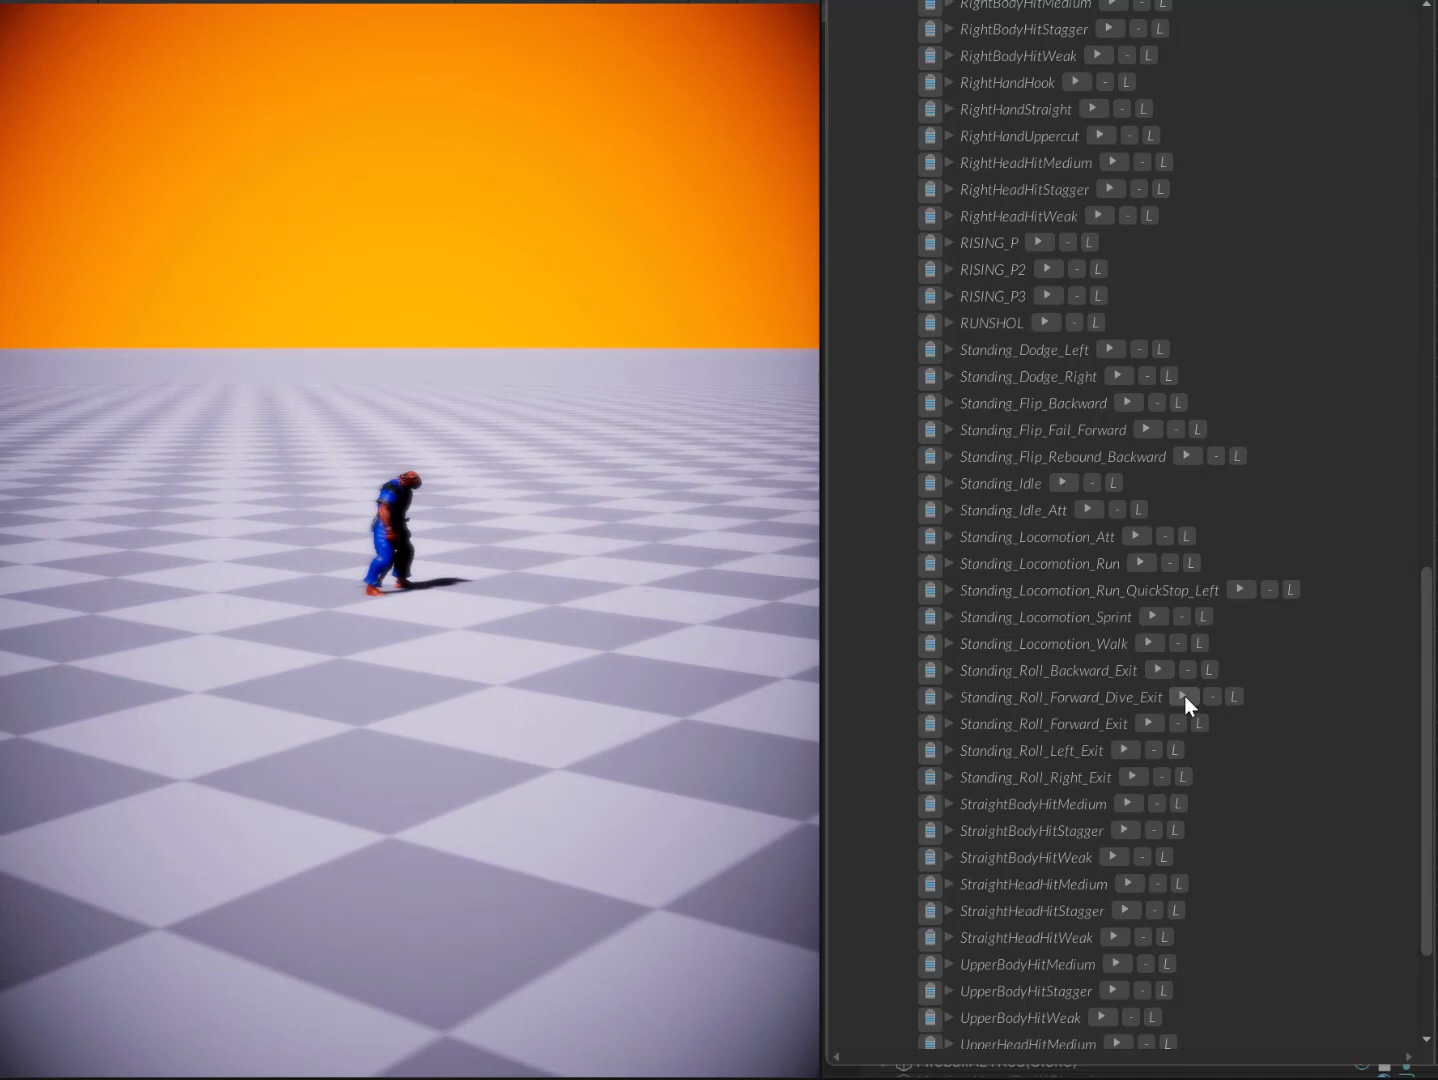 RightBodyHitMedium - L
RightBodyHitStagger - L
RightBodyHitWeak - L
RightHandHook - L
RightHandStraight - L
RightHandUppercut - L
RightHeadHitMedium - L
RightHeadHitStagger - L
RightHeadHitWeak - L
RISING_P - L
RISING_P2 - L
RISING_P3 - L
RUNSHOL - L
Standing_Dodge_Left - L
Standing_Dodge_Right - L
Standing_Flip_Backward - L
Standing_Flip_Fail_Forward - L
Standing_Flip_Rebound_Backward - L
Standing_Idle - L
Standing_Idle_Att - L
Standing_Locomotion_Att - L
Standing_Locomotion_Run - L
Standing_Locomotion_Run_QuickStop_Left - L
Standing_Locomotion_Sprint - L
Standing_Locomotion_Walk - L
Standing_Roll_Backward_Exit - L
Standing_Roll_Forward_Dive_Exit - L
Standing_Roll_Forward_Exit - L
Standing_Roll_Left_Exit - L
Standing_Roll_Right_Exit - L
StraightBodyHitMedium - L
StraightBodyHitStagger - L
StraightBodyHitWeak - L
StraightHeadHitMedium - L
StraightHeadHitStagger - L
StraightHeadHitWeak - L
UpperBodyHitMedium - L
UpperBodyHitStagger - L
UpperBodyHitWeak - L
UpperHeadHitMedium - L